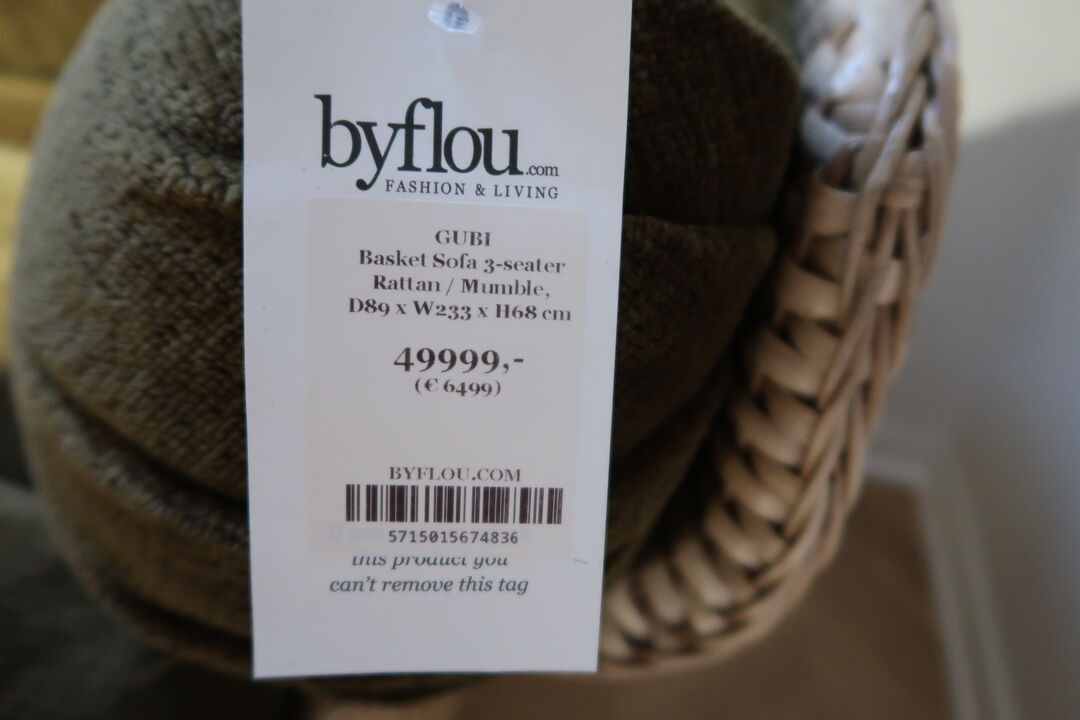 byflou.com
FASHION & LIVING
GUBI
Basket Sofa 3-seater
Rattan / Mumble,
D89 x W233 x H68 cm
49999,-
(€ 6499)
BYFLOU.COM
5715015674836
this product you
can't remove this tag